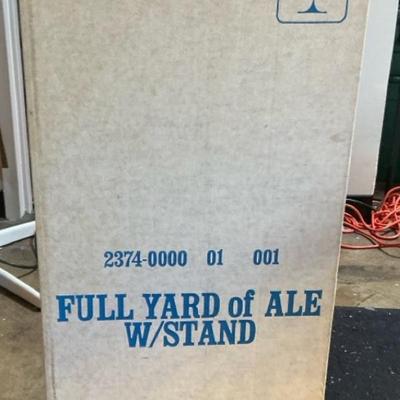 2374-0000 01 001
FULL YARD of ALE
W/STAND